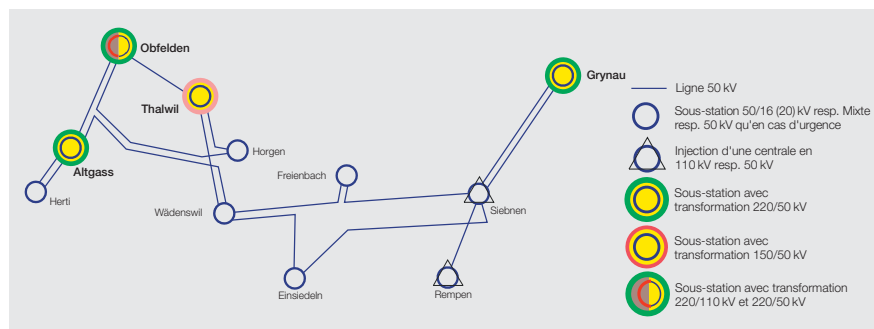 Obfelden
Thalwil
Grynau
Altgass
Herti
Horgen
Freienbach
Wädenswil
Siebnen
Einsiedeln
Rempen
Ligne 50 kV
Sous-station 50/16 (20) kV resp. Mixte
resp. 50 kV qu'en cas d'urgence
Injection d'une centrale en
110 kV resp. 50 kV
Sous-station avec
transformation 220/50 kV
Sous-station avec
transformation 150/50 kV
Sous-station avec transformation
220/110 kV et 220/50 kV